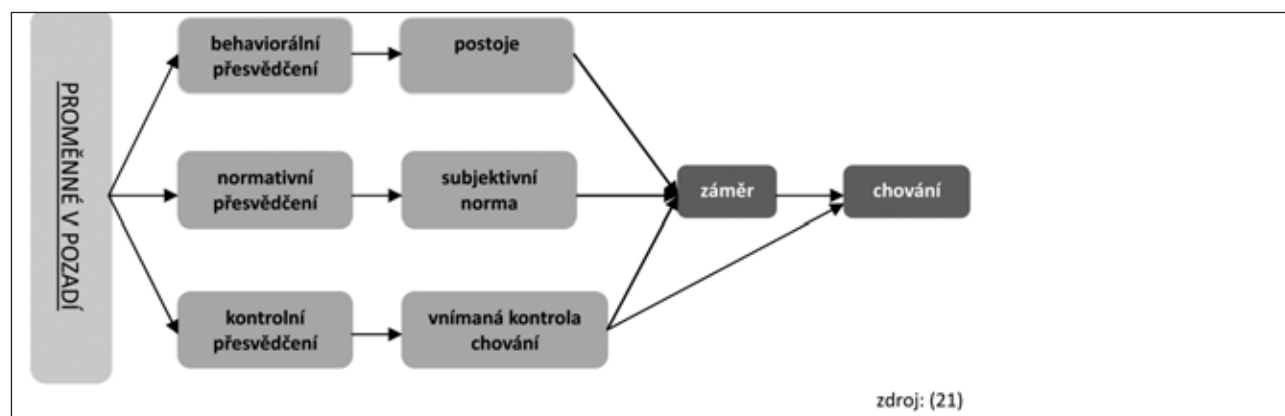 PROMĚNNÉ V POZADÍ
behaviorální
přesvědčení
postoje
normativní
přesvědčení
subjektivní
norma
záměr
chování
kontrolní
přesvědčení
vnímaná kontrola
chování
zdroj: (21)